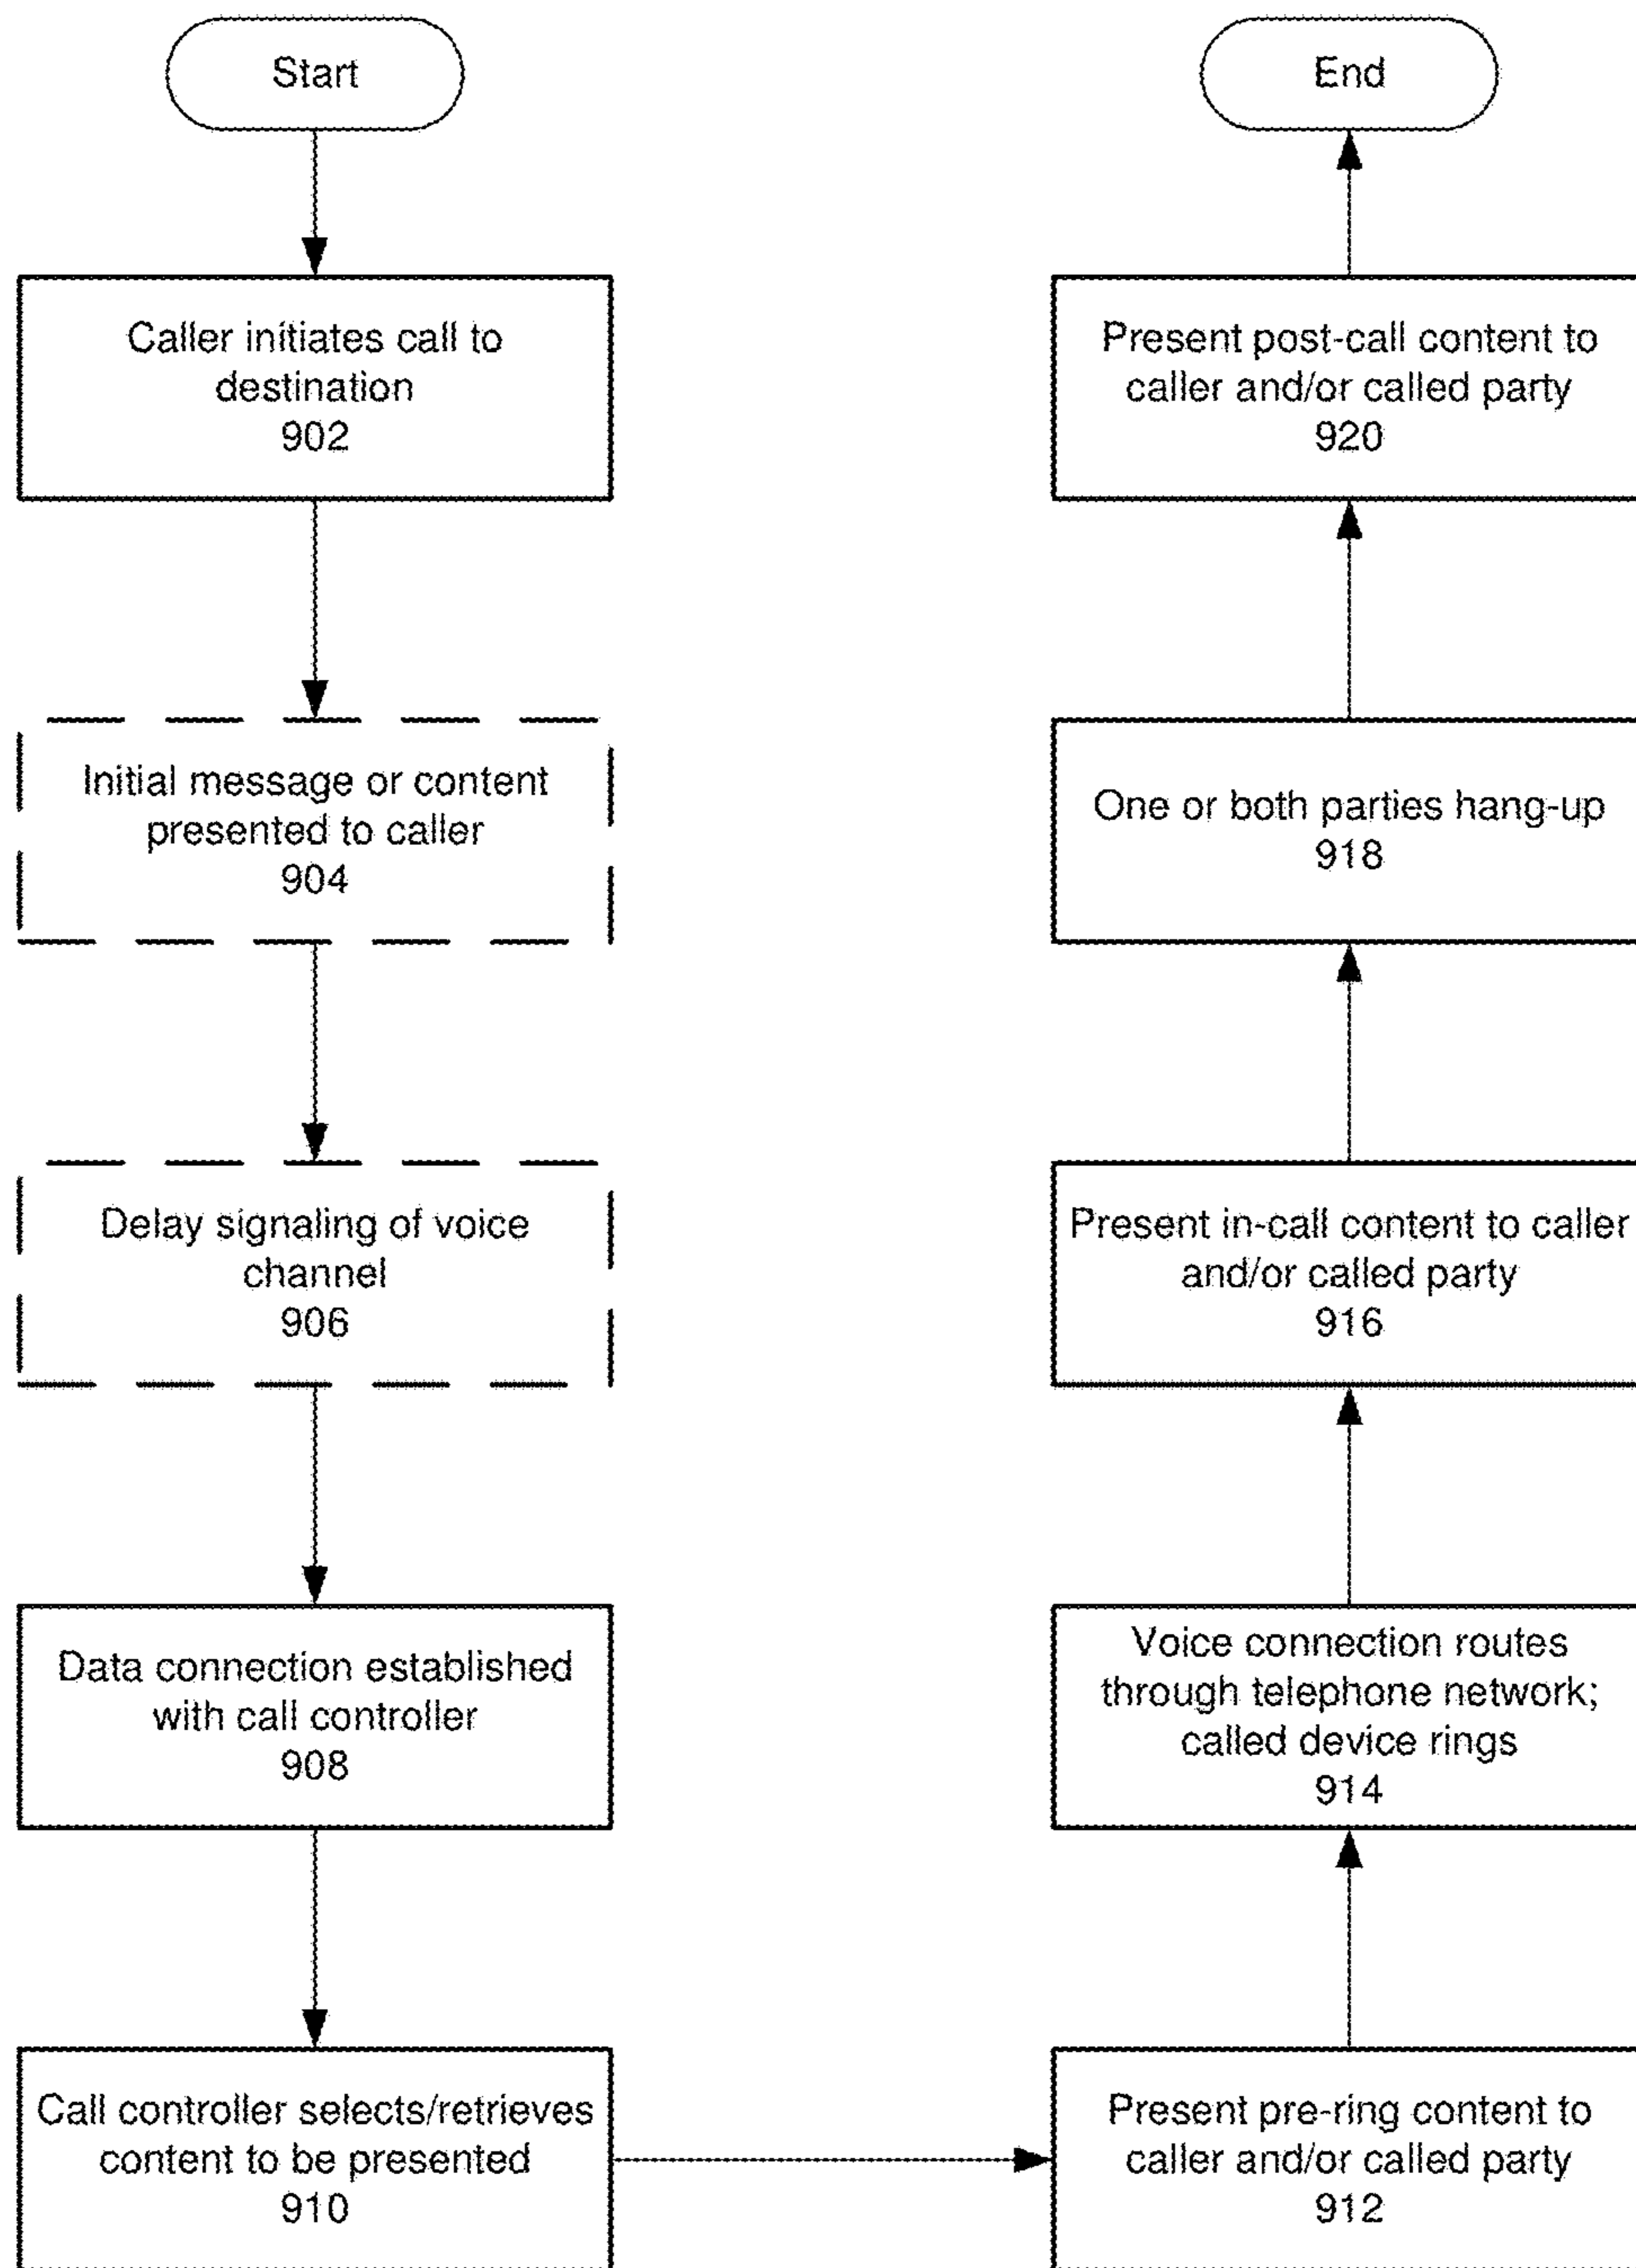 Start
Caller initiates call to
destination
902
Initial message or content
presented to caller
904
Delay signaling of voice
channel
906
Data connection established
with call controller
908
Call controller selects/retrieves
content to be presented
910
Present pre-ring content to
caller and/or called party
912
Voice connection routes
through telephone network;
called device rings
914
Present in-call content to caller
and/or called party
916
One or both parties hang-up
918
Present post-call content to
caller and/or called party
920
End